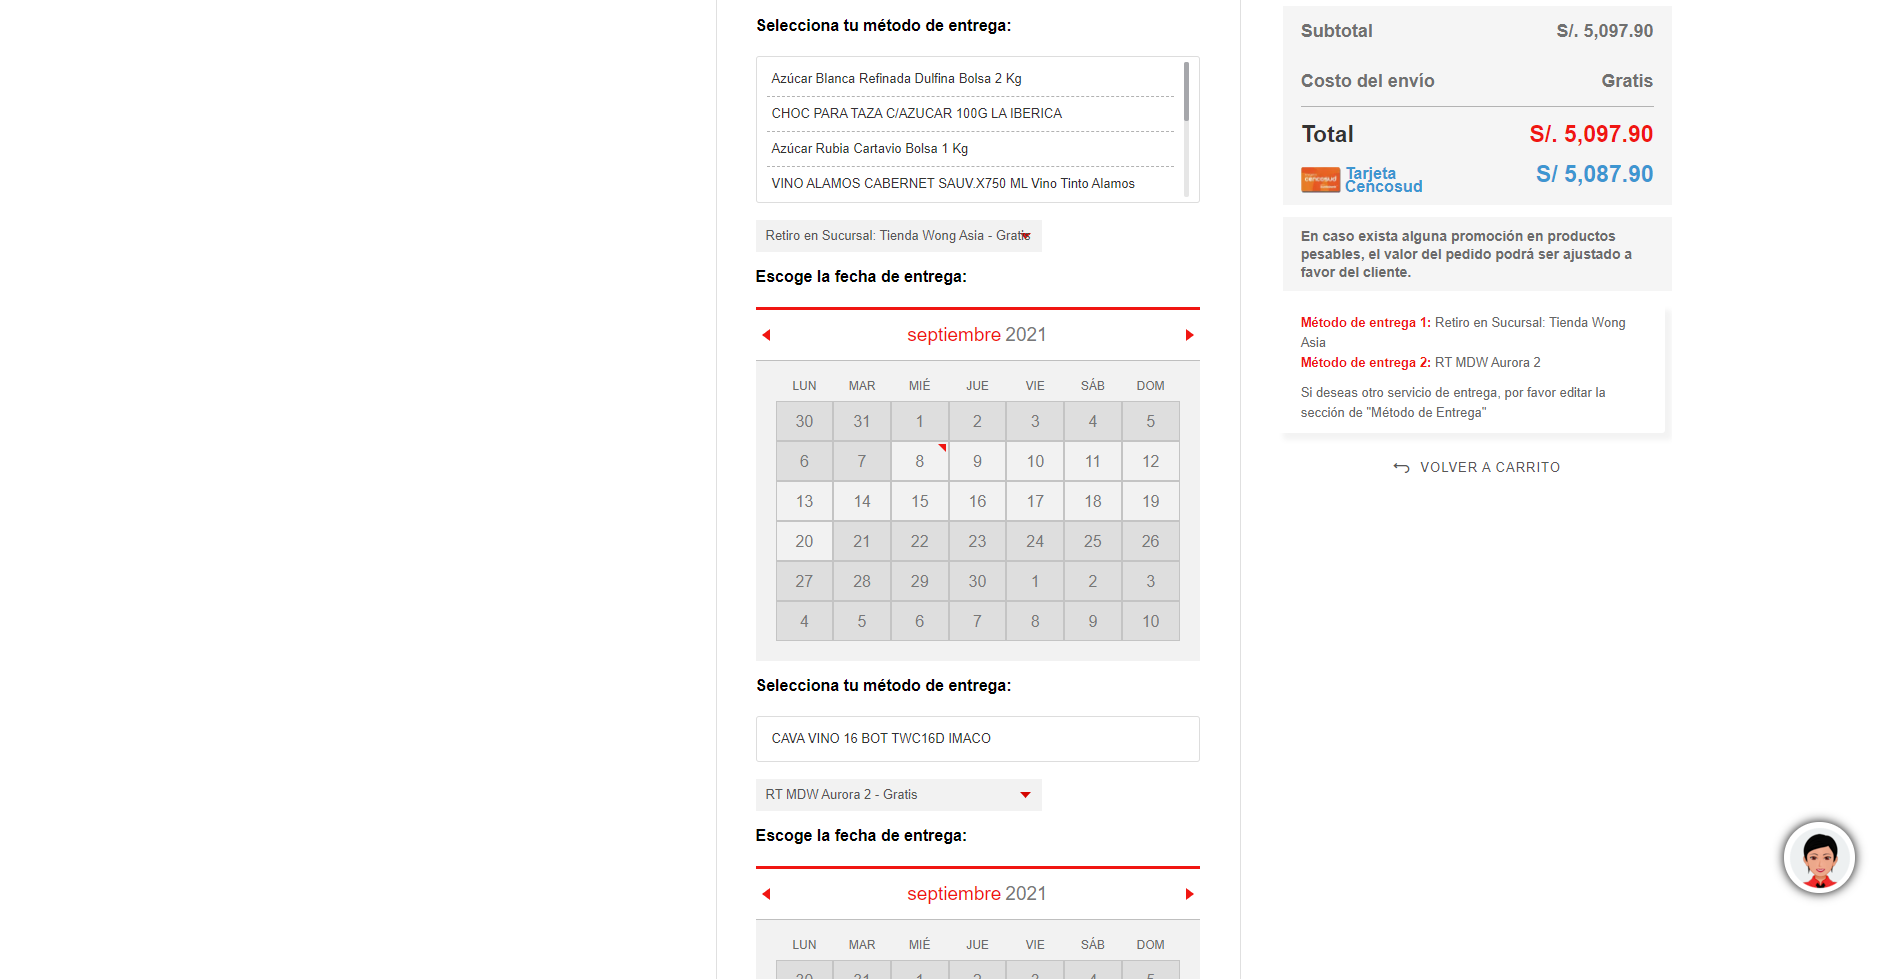 Selecciona tu método de entrega:
Azúcar Blanca Refinada Dulfina Bolsa 2 Kg
CHOC PARA TAZA C/AZUCAR 100G LA IBERICA
Azúcar Rubia Cartavio Bolsa 1 Kg
VINO ALAMOS CABERNET SAUV.X750 ML Vino Tinto Alamos
Retiro en Sucursal: Tienda Wong Asia - Gratis
Escoge la fecha de entrega:
septiembre 2021
LUN MAR MIÉ JUE VIE SÁB DOM
30 31 1 2 3 4 5
6 7 8 9 10 11 12
13 14 15 16 17 18 19
20 21 22 23 24 25 26
27 28 29 30 1 2 3
4 5 6 7 8 9 10
Selecciona tu método de entrega:
CAVA VINO 16 BOT TWC16D IMACO
RT MDW Aurora 2 - Gratis
Escoge la fecha de entrega:
septiembre 2021
LUN MAR MIÉ JUE VIE SÁB DOM
30 31 1 2 3 4 5
Subtotal S/. 5,097.90
Costo del envío Gratis
Total S/. 5,097.90
cencosud
Tarjeta
Cencosud S/ 5,087.90
En caso exista alguna promoción en productos
pesables, el valor del pedido podrá ser ajustado a
favor del cliente.
Método de entrega 1: Retiro en Sucursal: Tienda Wong
Asia
Método de entrega 2: RT MDW Aurora 2
Si deseas otro servicio de entrega, por favor editar la
sección de "Método de Entrega"
VOLVER A CARRITO